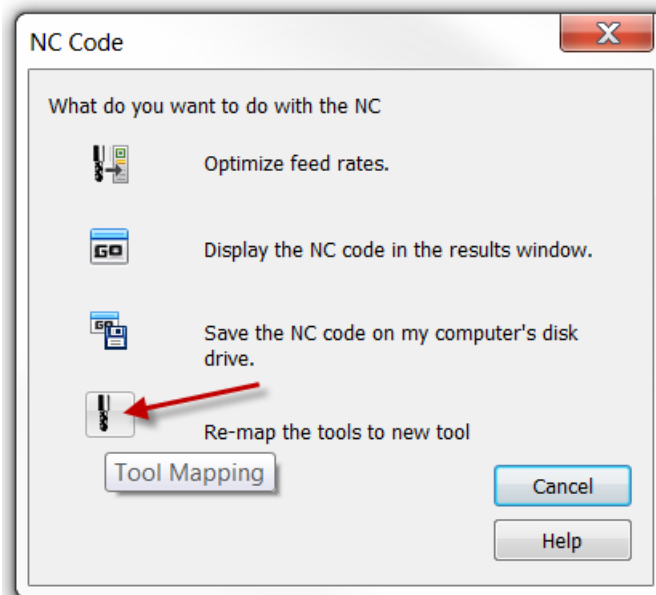 NC Code
What do you want to do with the NC
Optimize feed rates.
GO
Display the NC code in the results window.
GO
Save the NC code on my computer's disk
drive.
Re-map the tools to new tool
Tool Mapping
Cancel
Help